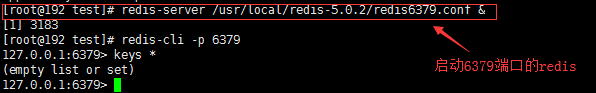 [root@192 test]# redis-server /usr/local/redis-5.0.2/redis6379.conf &
[1] 3183
[root@192 test]# redis-cli -p 6379
127.0.0.1:6379> keys *
(empty list or set)
127.0.0.1:6379>
启动6379端口的redis